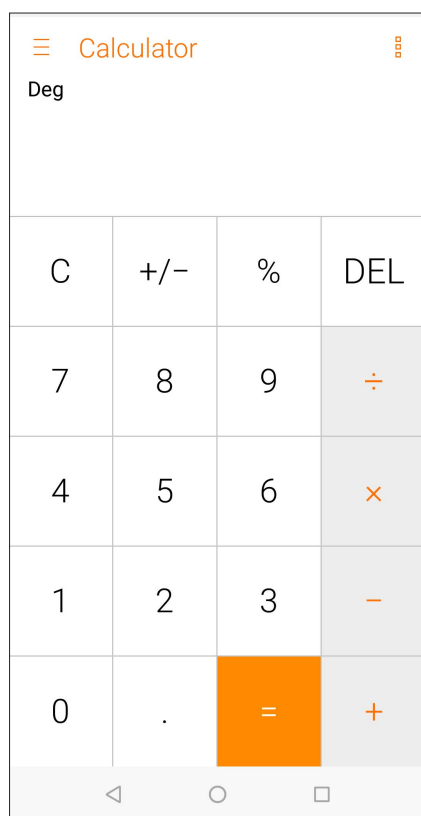 Calculator
Deg
C +/− % DEL
7 8 9 ÷
4 5 6 ×
1 2 3 −
0 . = +